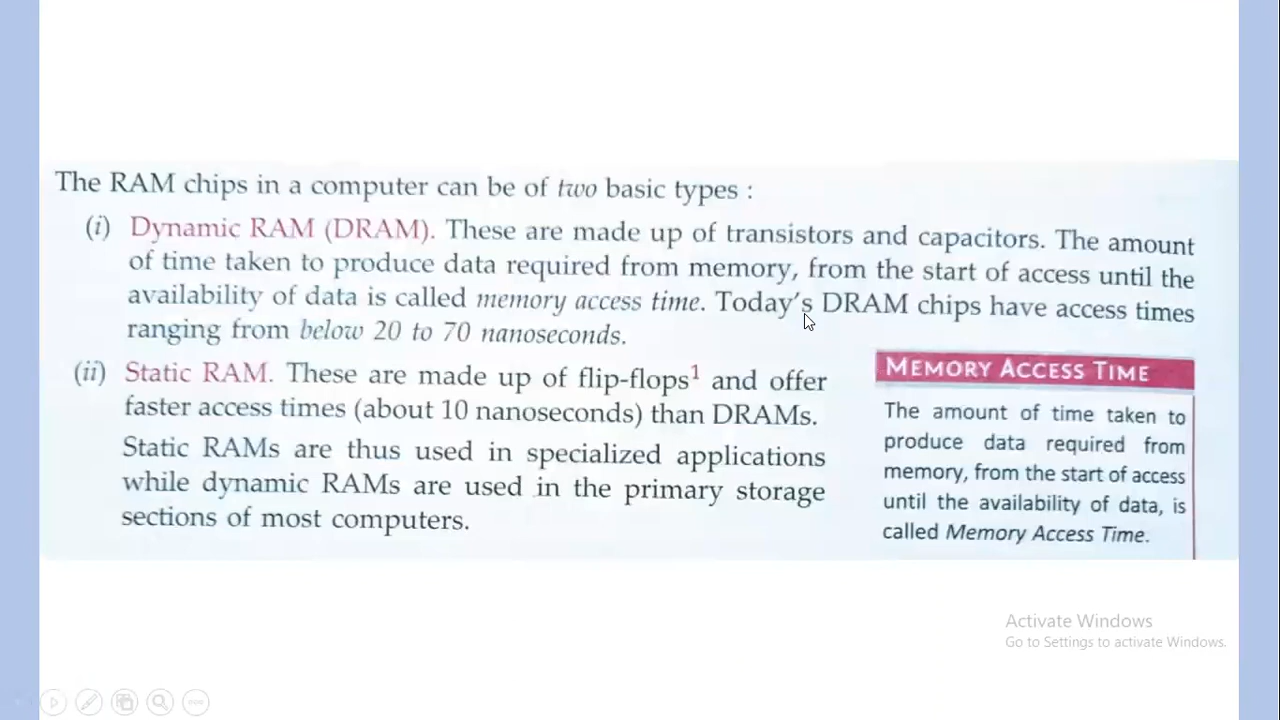 The RAM chips in a computer can be of two basic types :
(i) Dynamic RAM (DRAM). These are made up of transistors and capacitors. The amount
of time taken to produce data required from memory, from the start of access until the
availability of data is called memory access time. Today's DRAM chips have access times
ranging from below 20 to 70 nanoseconds.
(ii) Static RAM. These are made up of flip-flops¹ and offer
faster access times (about 10 nanoseconds) than DRAMs.
Static RAMs are thus used in specialized applications
while dynamic RAMs are used in the primary storage
sections of most computers.
MEMORY ACCESS TIME
The amount of time taken to
produce data required from
memory, from the start of access
until the availability of data, is
called Memory Access Time.
Activate Windows
Go to Settings to activate Windows.